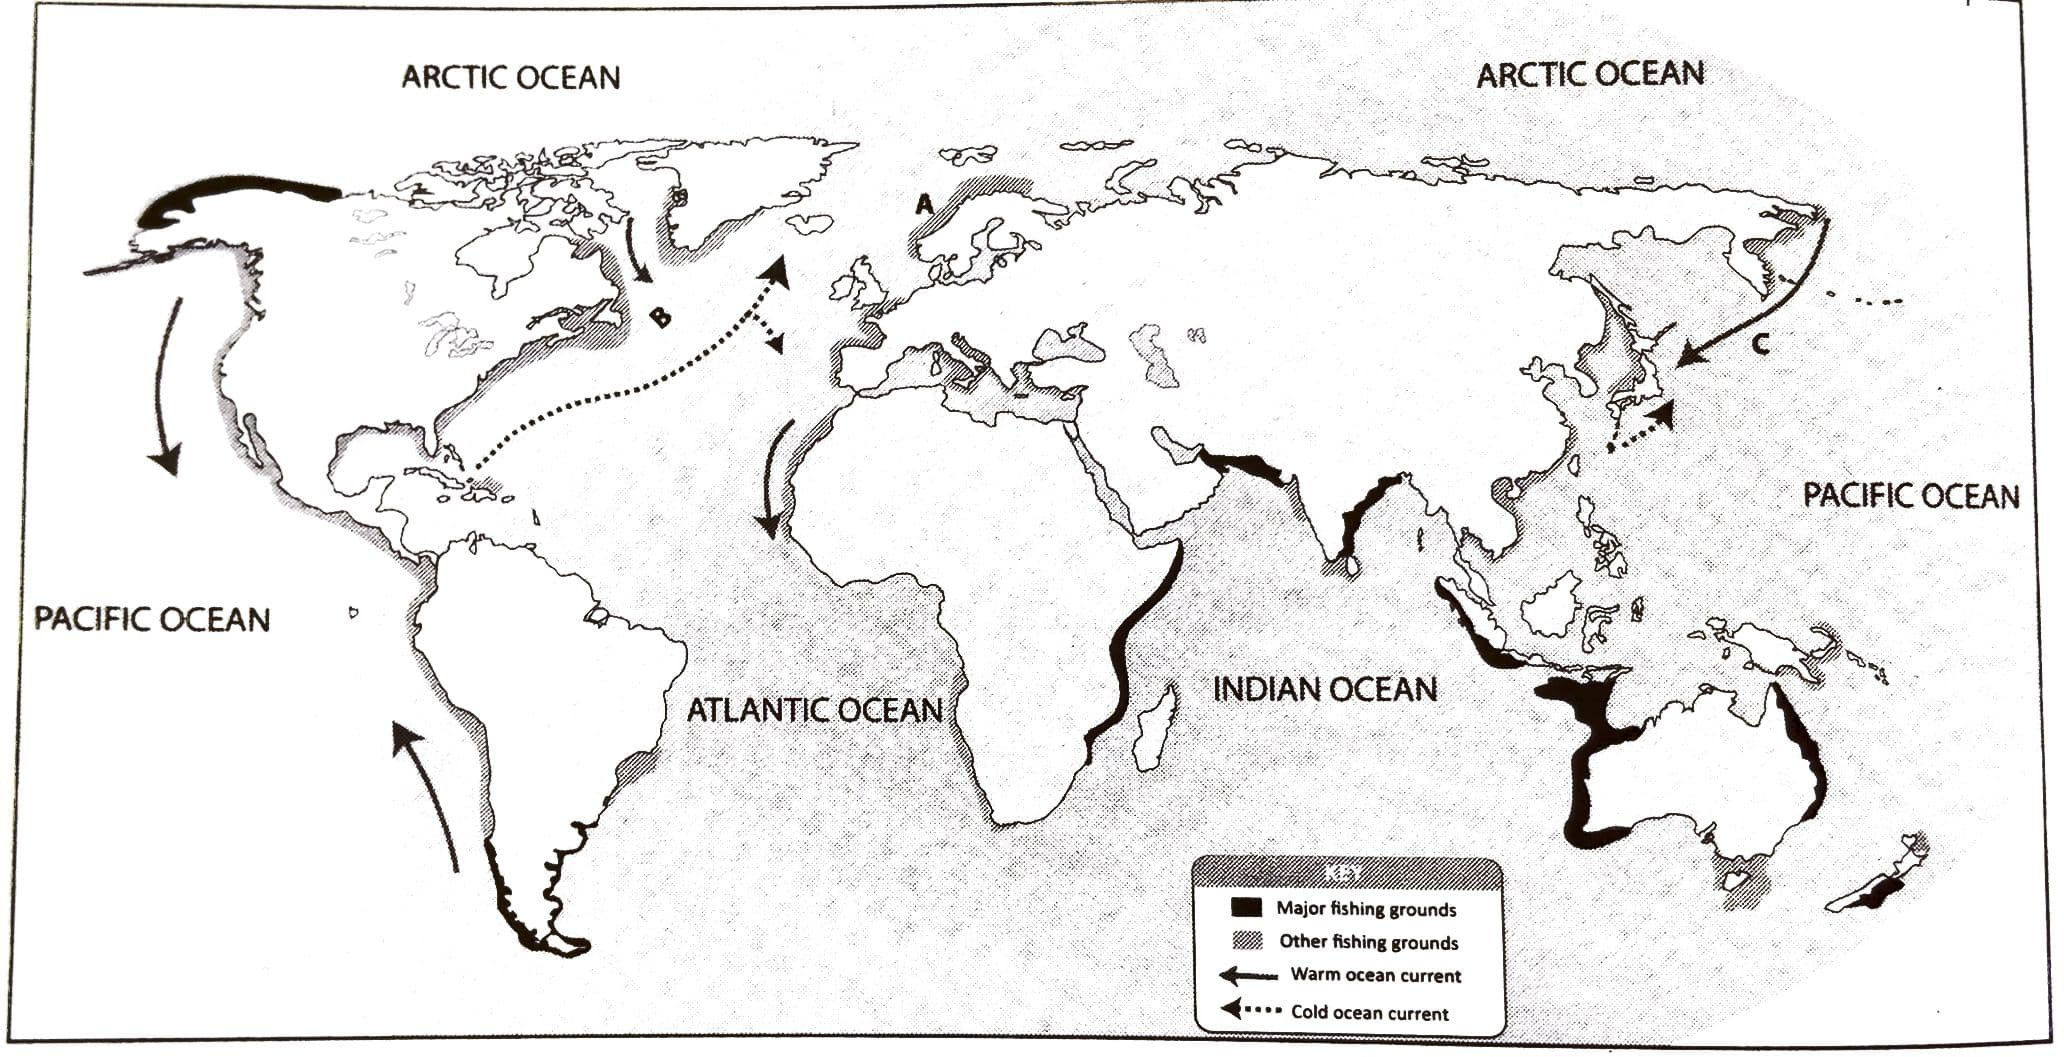 ARCTIC OCEAN
ARCTIC OCEAN
A
B
C
PACIFIC OCEAN
PACIFIC OCEAN
ATLANTIC OCEAN
INDIAN OCEAN
KEY
Major fishing grounds
Other fishing grounds
Warm ocean current
Cold ocean current